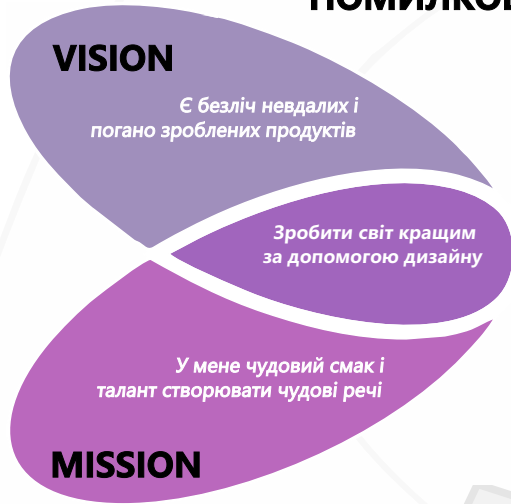 VISION
Є безліч невдалих і
погано зроблених продуктів
Зробити світ кращим
за допомогою дизайну
У мене чудовий смак і
талант створювати чудові речі
MISSION